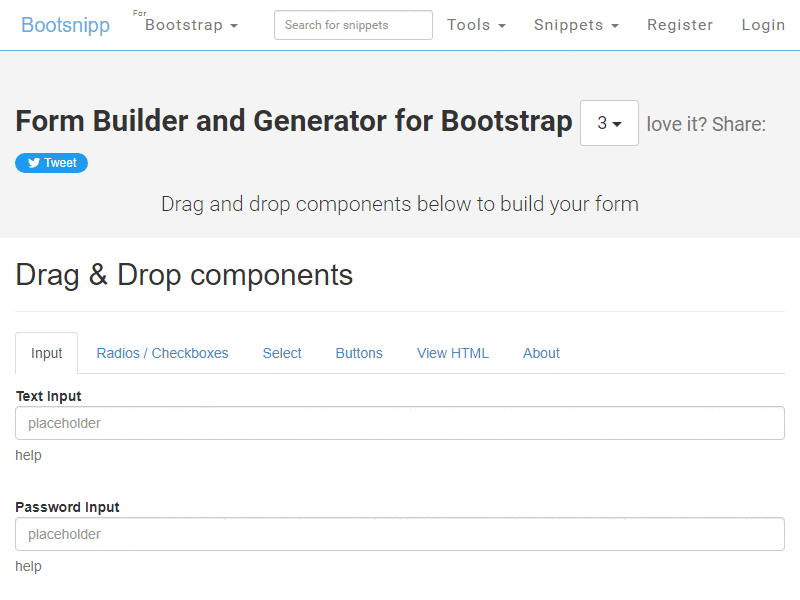 Bootsnipp For Bootstrap Search for snippets Tools Snippets Register Login
Form Builder and Generator for Bootstrap 3 love it? Share:
Tweet
Drag and drop components below to build your form
Drag & Drop components
Input Radios / Checkboxes Select Buttons View HTML About
Text Input
placeholder
help
Password Input
placeholder
help